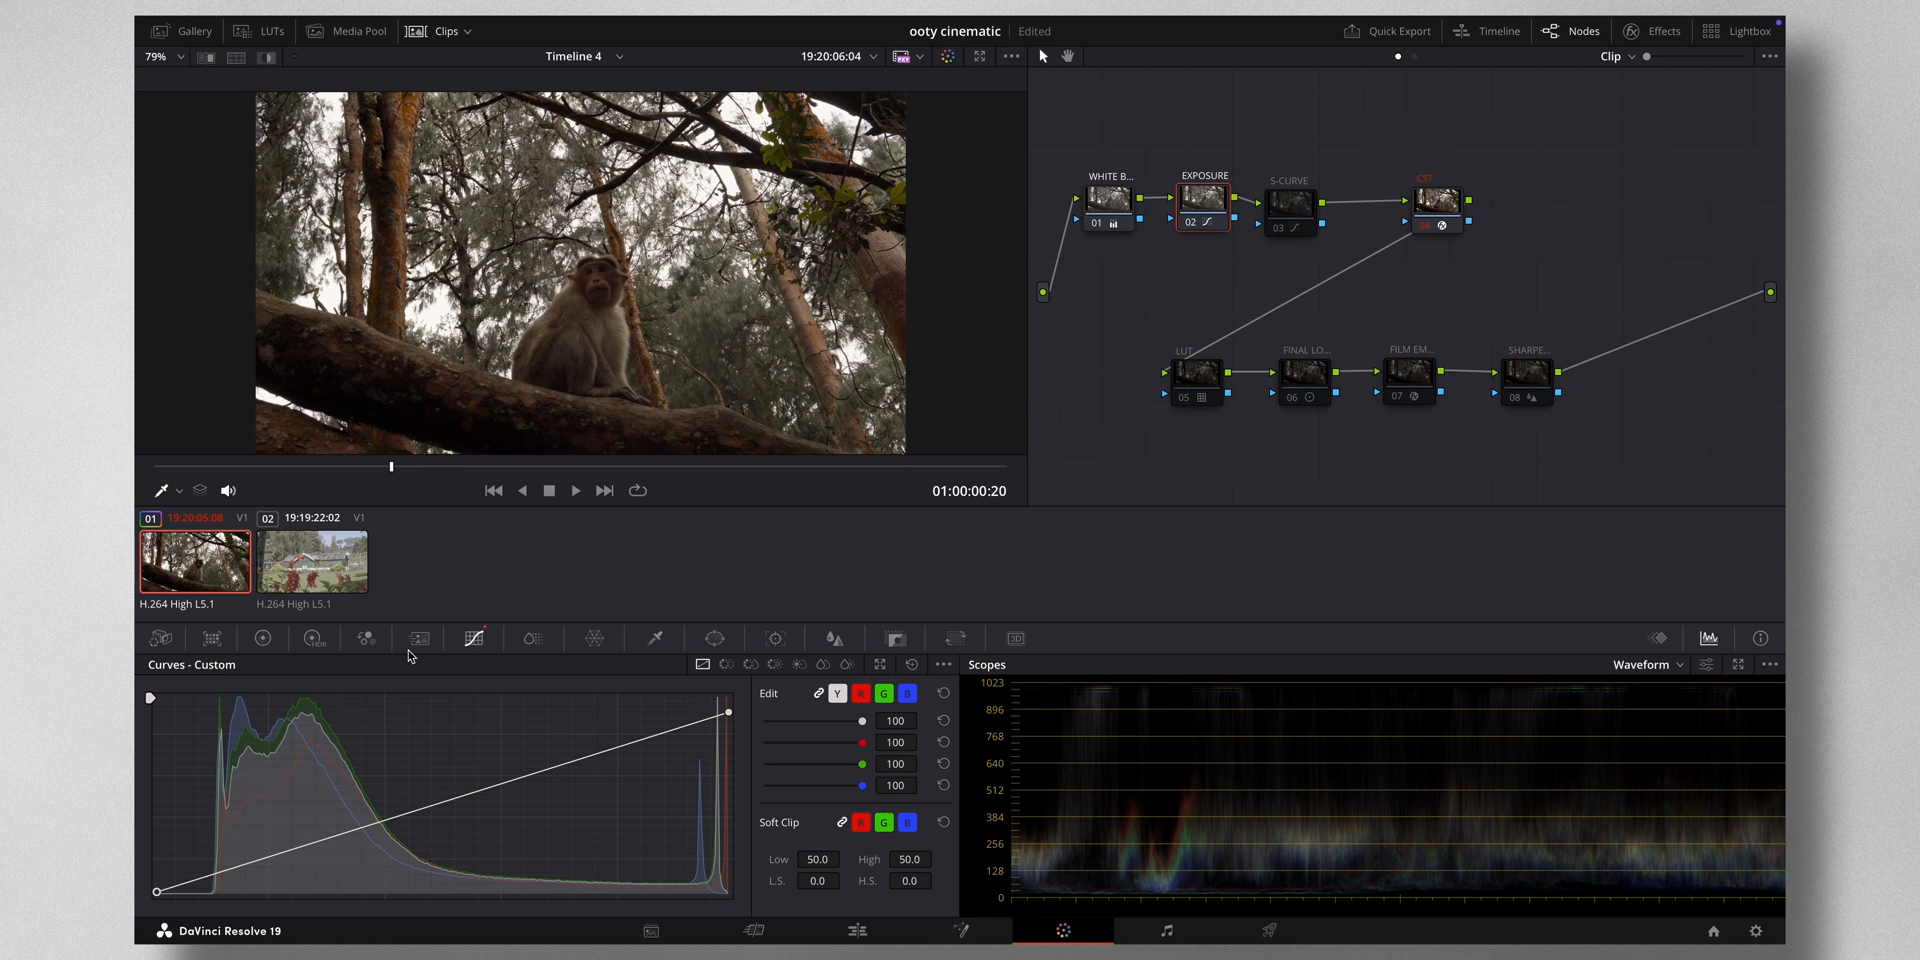 Gallery LUTs Media Pool Clips ooty cinematic Edited Quick Export Timeline Nodes Effects Lightbox
79% Timeline 4 19:20:06:04 PXY Clip
WHITE B... EXPOSURE S-CURVE CST
01 02 03 04
LUT FINAL LO... FILM EM... SHARPE...
05 06 07 08
01:00:00:20
01 19:20:05:08 V1 02 19:19:22:02 V1
H.264 High L5.1 H.264 High L5.1
HDR 3D
Curves - Custom
Edit Y R G B
100
100
100
100
Soft Clip R G B
Low 50.0 High 50.0
L.S. 0.0 H.S. 0.0
Scopes Waveform
1023
896
768
640
512
384
256
128
0
DaVinci Resolve 19